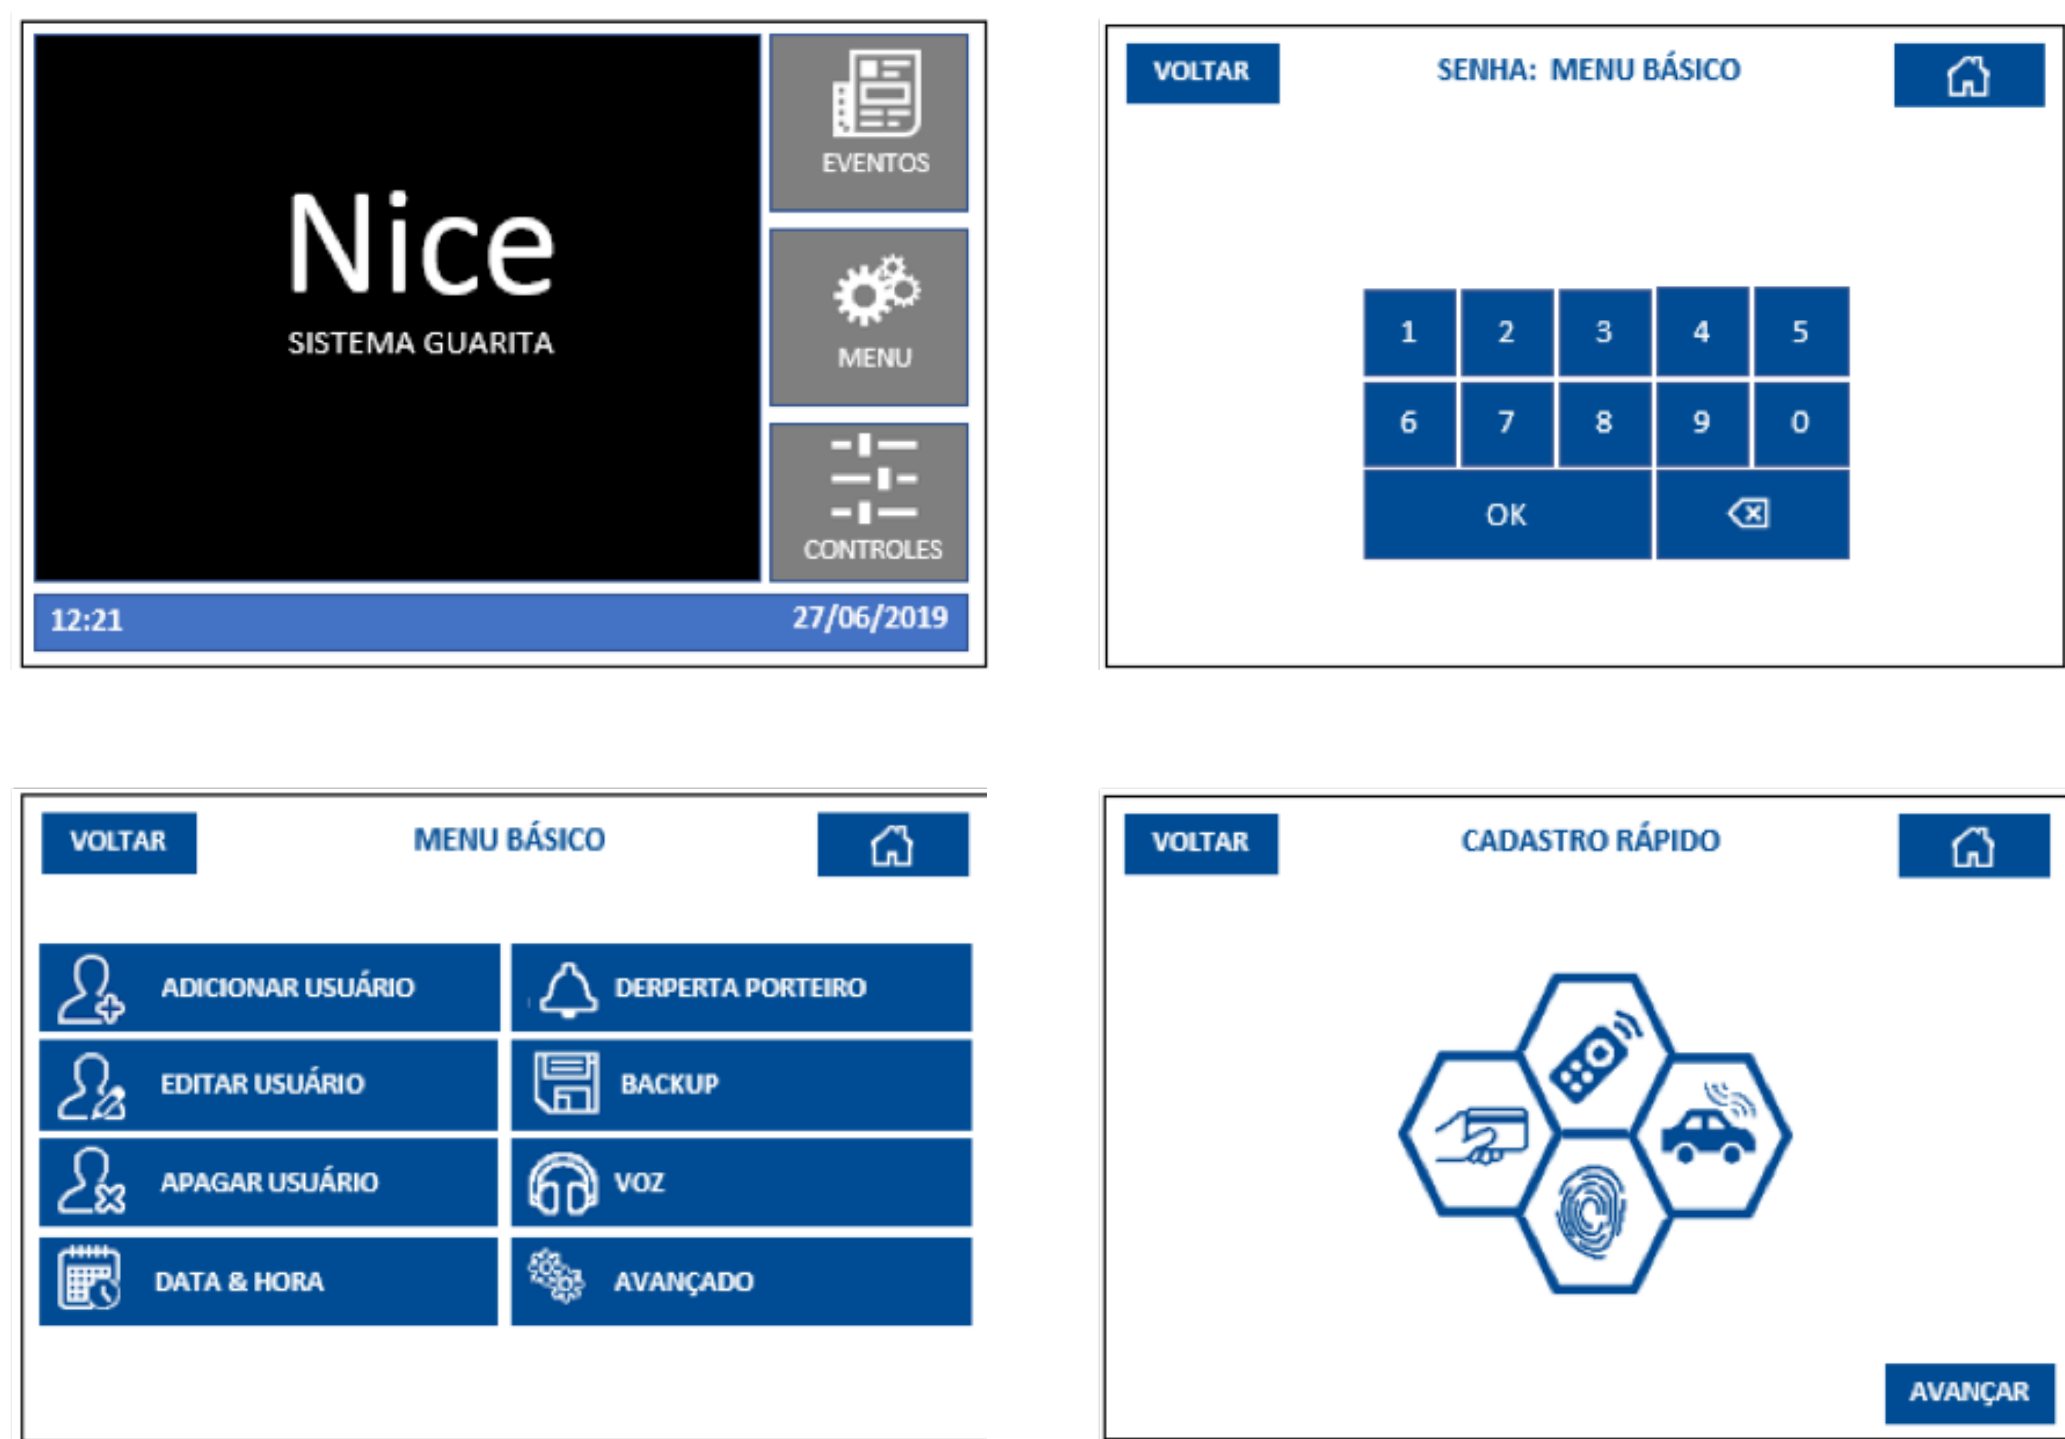 Nice
SISTEMA GUARITA
EVENTOS
MENU
CONTROLES
12:21
27/06/2019
VOLTAR
SENHA: MENU BÁSICO
1 2 3 4 5
6 7 8 9 0
OK
VOLTAR
MENU BÁSICO
ADICIONAR USUÁRIO
DERPERTA PORTEIRO
EDITAR USUÁRIO
BACKUP
APAGAR USUÁRIO
VOZ
DATA & HORA
AVANÇADO
VOLTAR
CADASTRO RÁPIDO
AVANÇAR